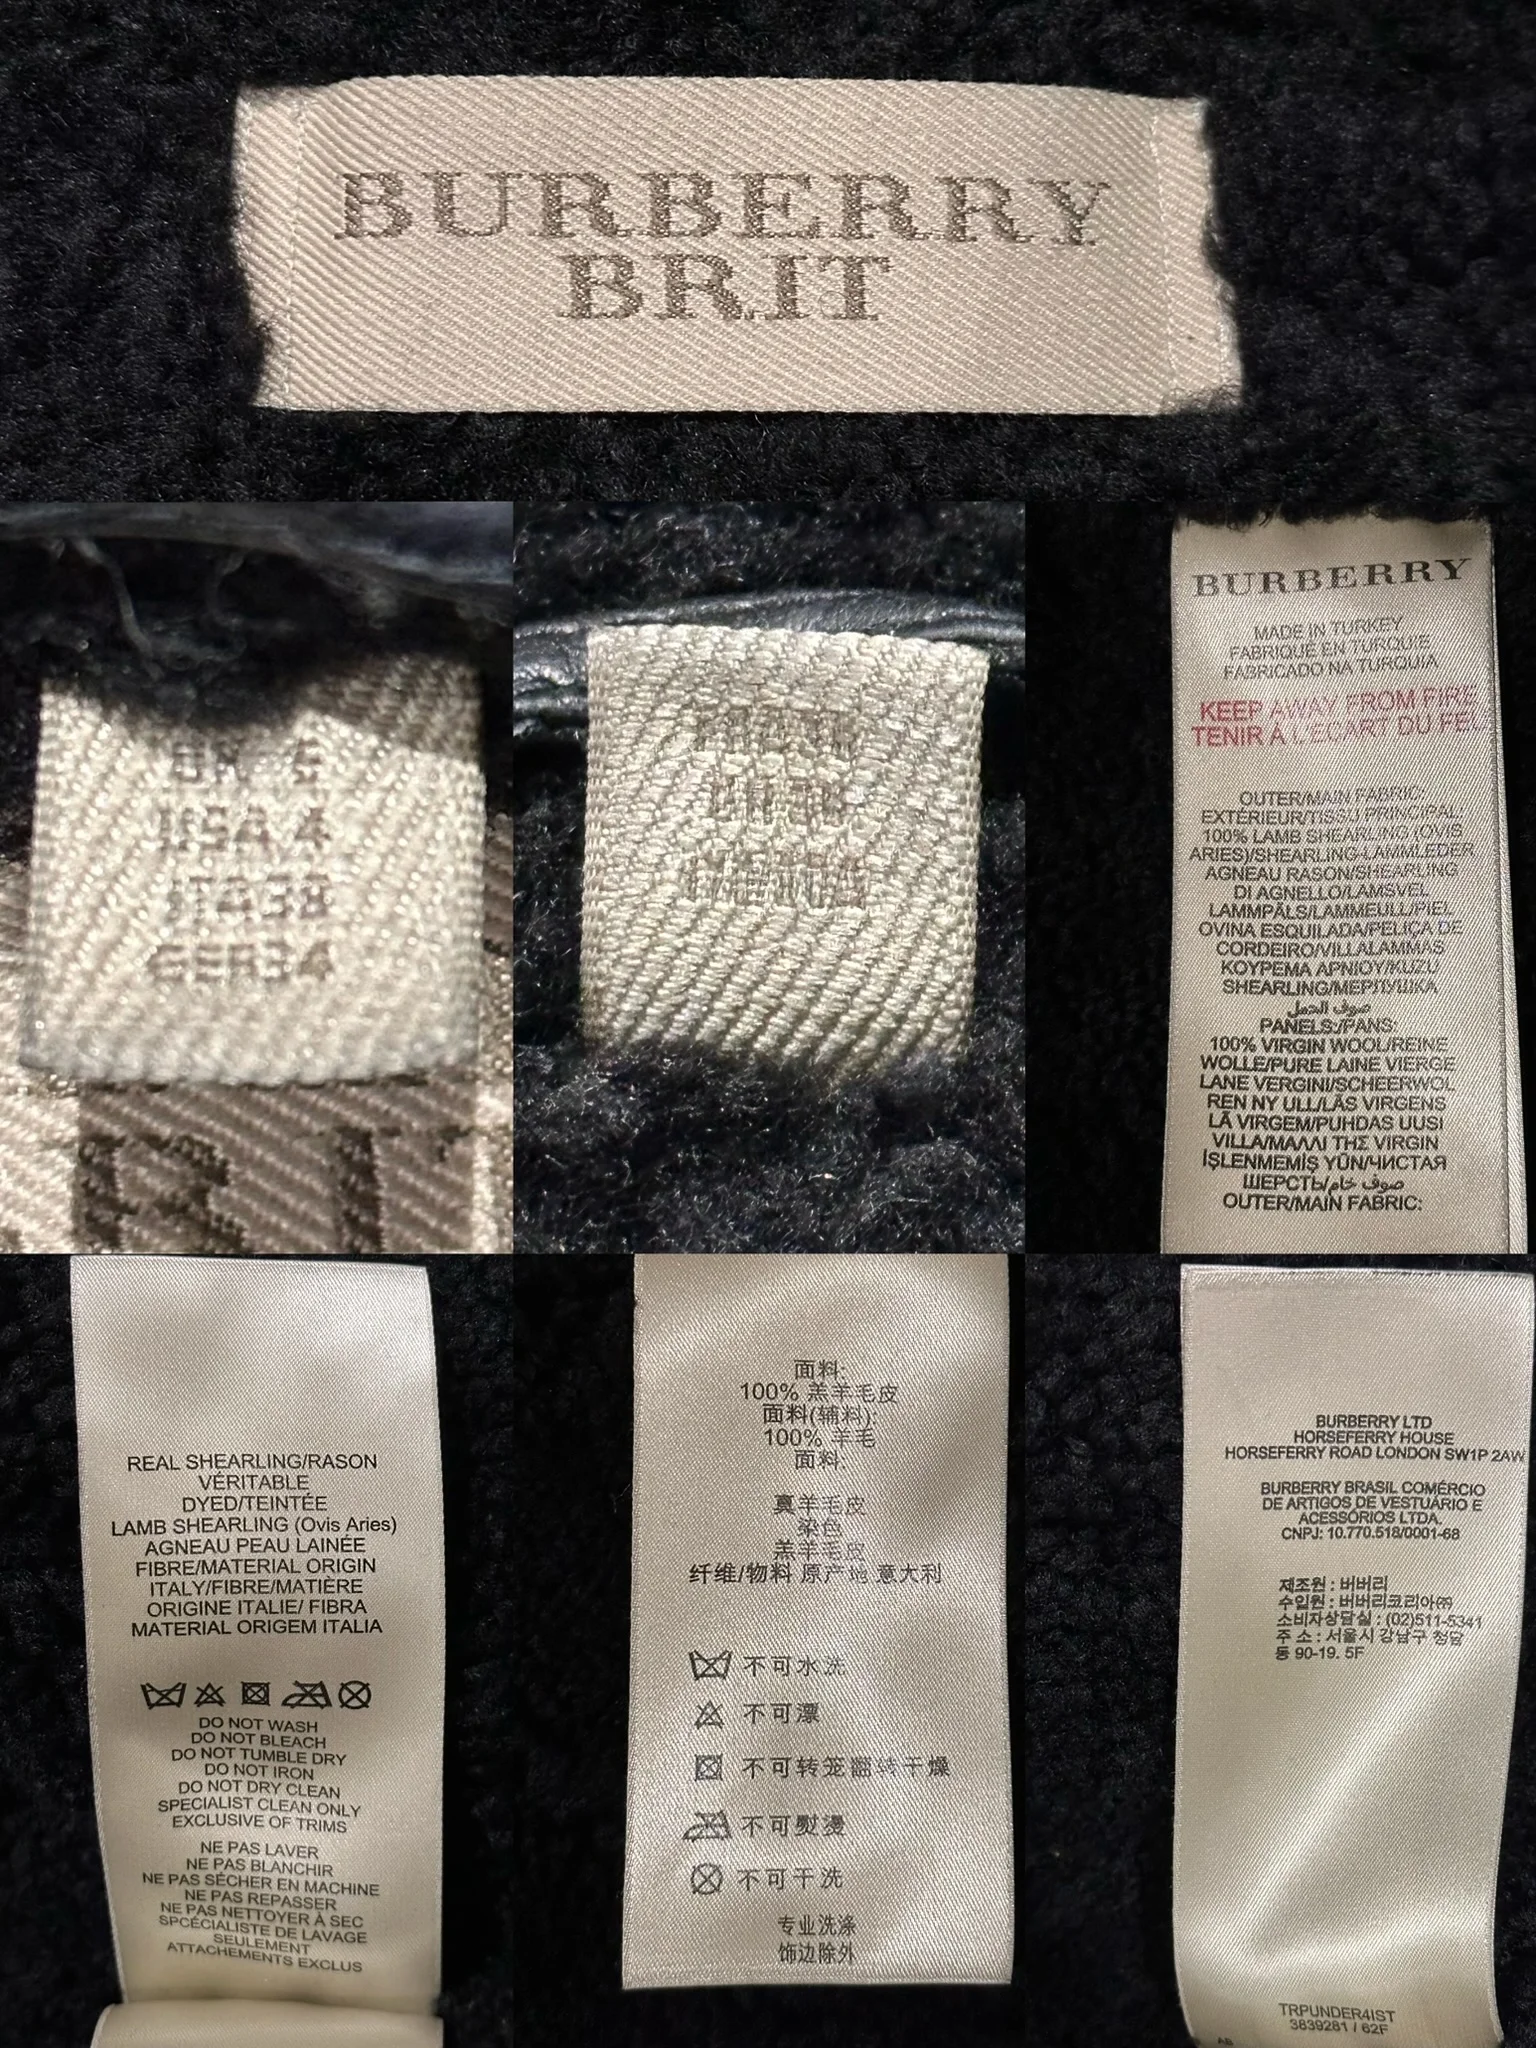 BURBERRY
BRIT
USA 4
ITA 38
GER 34
BURBERRY
MADE IN TURKEY
FABRIQUÉ EN TURQUIE
FABRICADO NA TURQUIA
KEEP AWAY FROM FIRE
TENIR À L'ÉCART DU FEU
OUTER/MAIN FABRIC:
EXTÉRIEUR/TISSU PRINCIPAL:
100% LAMB SHEARLING (OVIS
ARIES)/SHEARLING-LAMMLEDER
AGNEAU RASON/SHEARLING
DI AGNELLO/LAMSVEL
LAMMPÄLS/LAMMEULL/PIEL
OVINA ESQUILADA/PELIÇA DE
CORDEIRO/VILLALAMMAS
ΚΟΥΡΕΜΑ ΑΡΝΙΟΥ/KUZU
SHEARLING/МЕРЛУШКА
صوف الحمل
PANELS:/PANS:
100% VIRGIN WOOL/REINE
WOLLE/PURE LAINE VIERGE
LANE VERGINI/SCHEERWOL
REN NY ULL/LÃS VIRGENS
LÃ VIRGEM/PUHDAS UUSI
VILLA/ΜΑΛΛΙ ΤΗΣ VIRGIN
İŞLENMEMİŞ YÜN/ЧИСТАЯ
ШЕРСТЬ/صوف خام
OUTER/MAIN FABRIC:
REAL SHEARLING/RASON
VÉRITABLE
DYED/TEINTÉE
LAMB SHEARLING (Ovis Aries)
AGNEAU PEAU LAINÉE
FIBRE/MATERIAL ORIGIN
ITALY/FIBRE/MATIÈRE
ORIGINE ITALIE/ FIBRA
MATERIAL ORIGEM ITALIA
DO NOT WASH
DO NOT BLEACH
DO NOT TUMBLE DRY
DO NOT IRON
DO NOT DRY CLEAN
SPECIALIST CLEAN ONLY
EXCLUSIVE OF TRIMS
NE PAS LAVER
NE PAS BLANCHIR
NE PAS SÉCHER EN MACHINE
NE PAS REPASSER
NE PAS NETTOYER À SEC
SPCÉCIALISTE DE LAVAGE
SEULEMENT
ATTACHEMENTS EXCLUS
面料:
100% 羔羊毛皮
面料(辅料):
100% 羊毛
面料:
真羊毛皮
染色
羔羊毛皮
纤维/物料 原产地 意大利
不可水洗
不可漂
不可转笼翻转干燥
不可熨烫
不可干洗
专业洗涤
饰边除外
BURBERRY LTD
HORSEFERRY HOUSE
HORSEFERRY ROAD LONDON SW1P 2AW
BURBERRY BRASIL COMÉRCIO
DE ARTIGOS DE VESTUÁRIO E
ACESSÓRIOS LTDA.
CNPJ: 10.770.518/0001-68
제조원 : 버버리
수입원 : 버버리코리아㈜
소비자상담실 : (02)511-5341
주 소 : 서울시 강남구 청담
동 90-19. 5F
TRPUNDER4IST
3839281 / 62F
AB